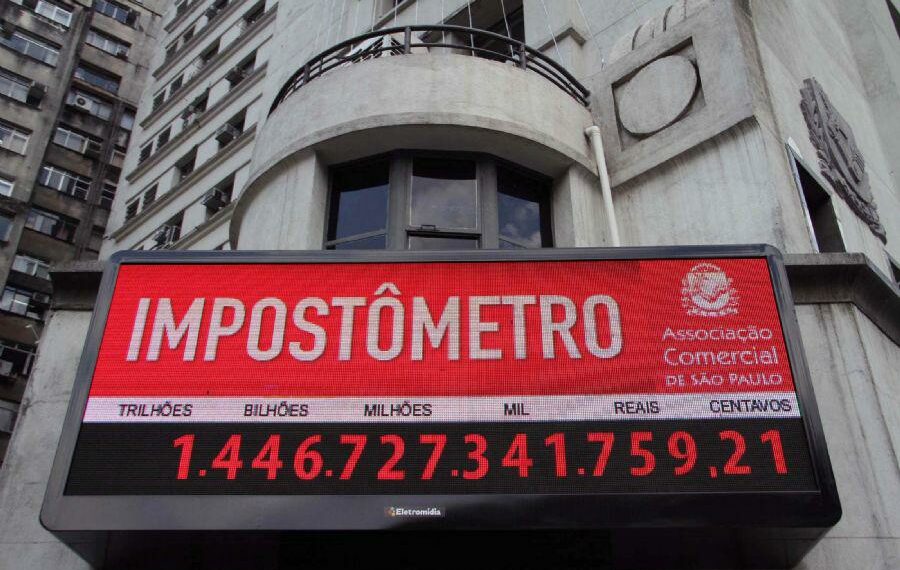 IMPOSTÔMETRO
Associação
Comercial
DE SÃO PAULO
TRILHÕES BILHÕES MILHÕES MIL REAIS CENTAVOS
1.446.727.341.759,21
Eletromidia